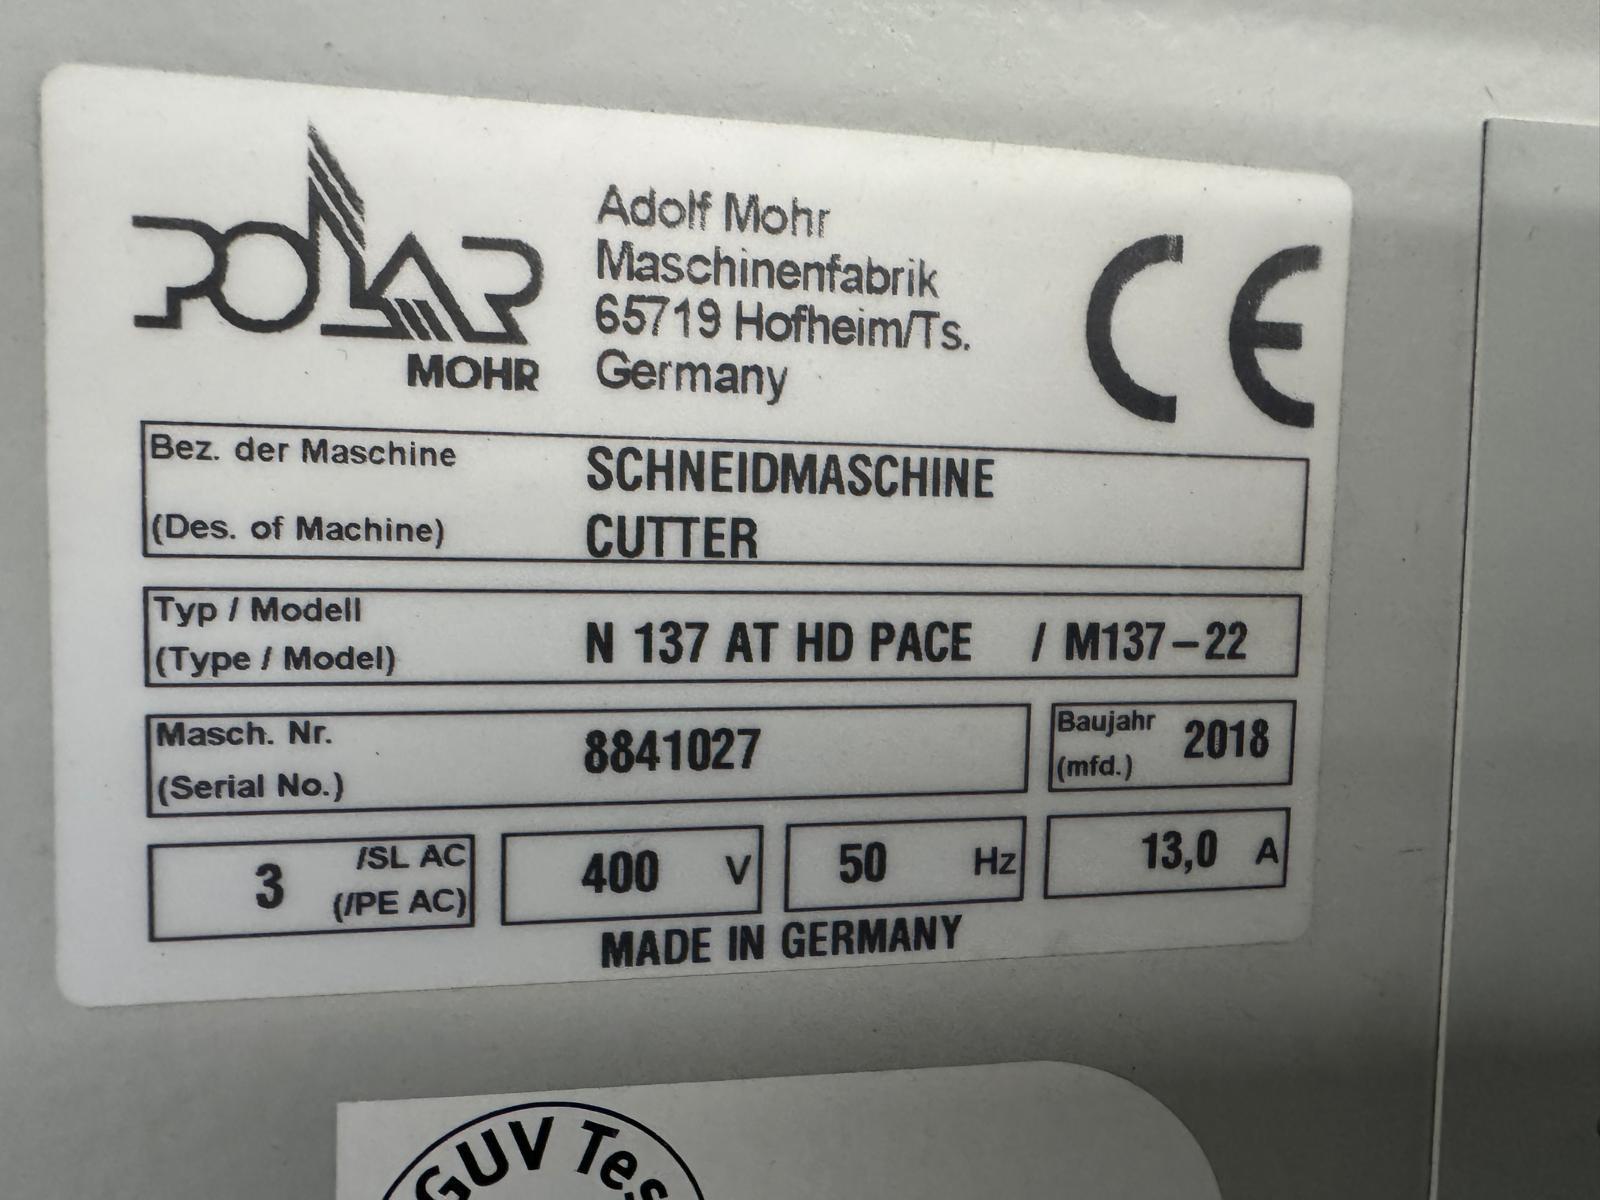 POLAR
MOHR
Adolf Mohr
Maschinenfabrik
65719 Hofheim/Ts.
Germany
CE
Bez. der Maschine
(Des. of Machine)
SCHNEIDMASCHINE
CUTTER
Typ / Modell
(Type / Model)
N 137 AT HD PACE / M137-22
Masch. Nr.
(Serial No.)
8841027
Baujahr
(mfd.)
2018
3 /SL AC
(/PE AC)
400 V
50 Hz
13,0 A
MADE IN GERMANY
GUV